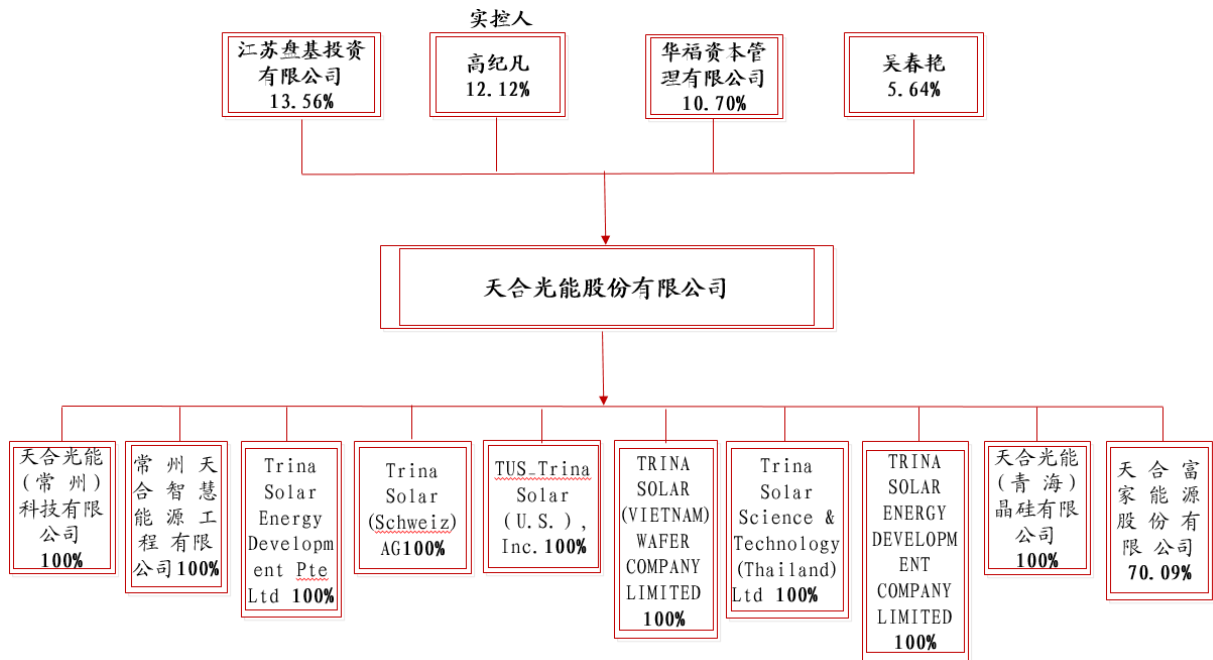 实控人
江苏盘基投资
有限公司
13.56%
高纪凡
12.12%
华福资本管
理有限公司
10.70%
吴春艳
5.64%
天合光能股份有限公司
天合光能
(常州)
科技有限
公司
100%
常州天
合智慧
能源工
程有限
公司100%
Trina
Solar
Energy
Developm
ent Pte
Ltd 100%
Trina
Solar
(Schweiz)
AG100%
TUS_Trina
Solar
(U.S.),
Inc.100%
TRINA
SOLAR
(VIETNAM)
WAFER
COMPANY
LIMITED
100%
Trina
Solar
Science &
Technology
(Thailand)
Ltd 100%
TRINA
SOLAR
ENERGY
DEVELOPM
ENT
COMPANY
LIMITED
100%
天合光能
(青海)
晶硅有限
公司
100%
天合富
家能源
股份有
限公司
70.09%